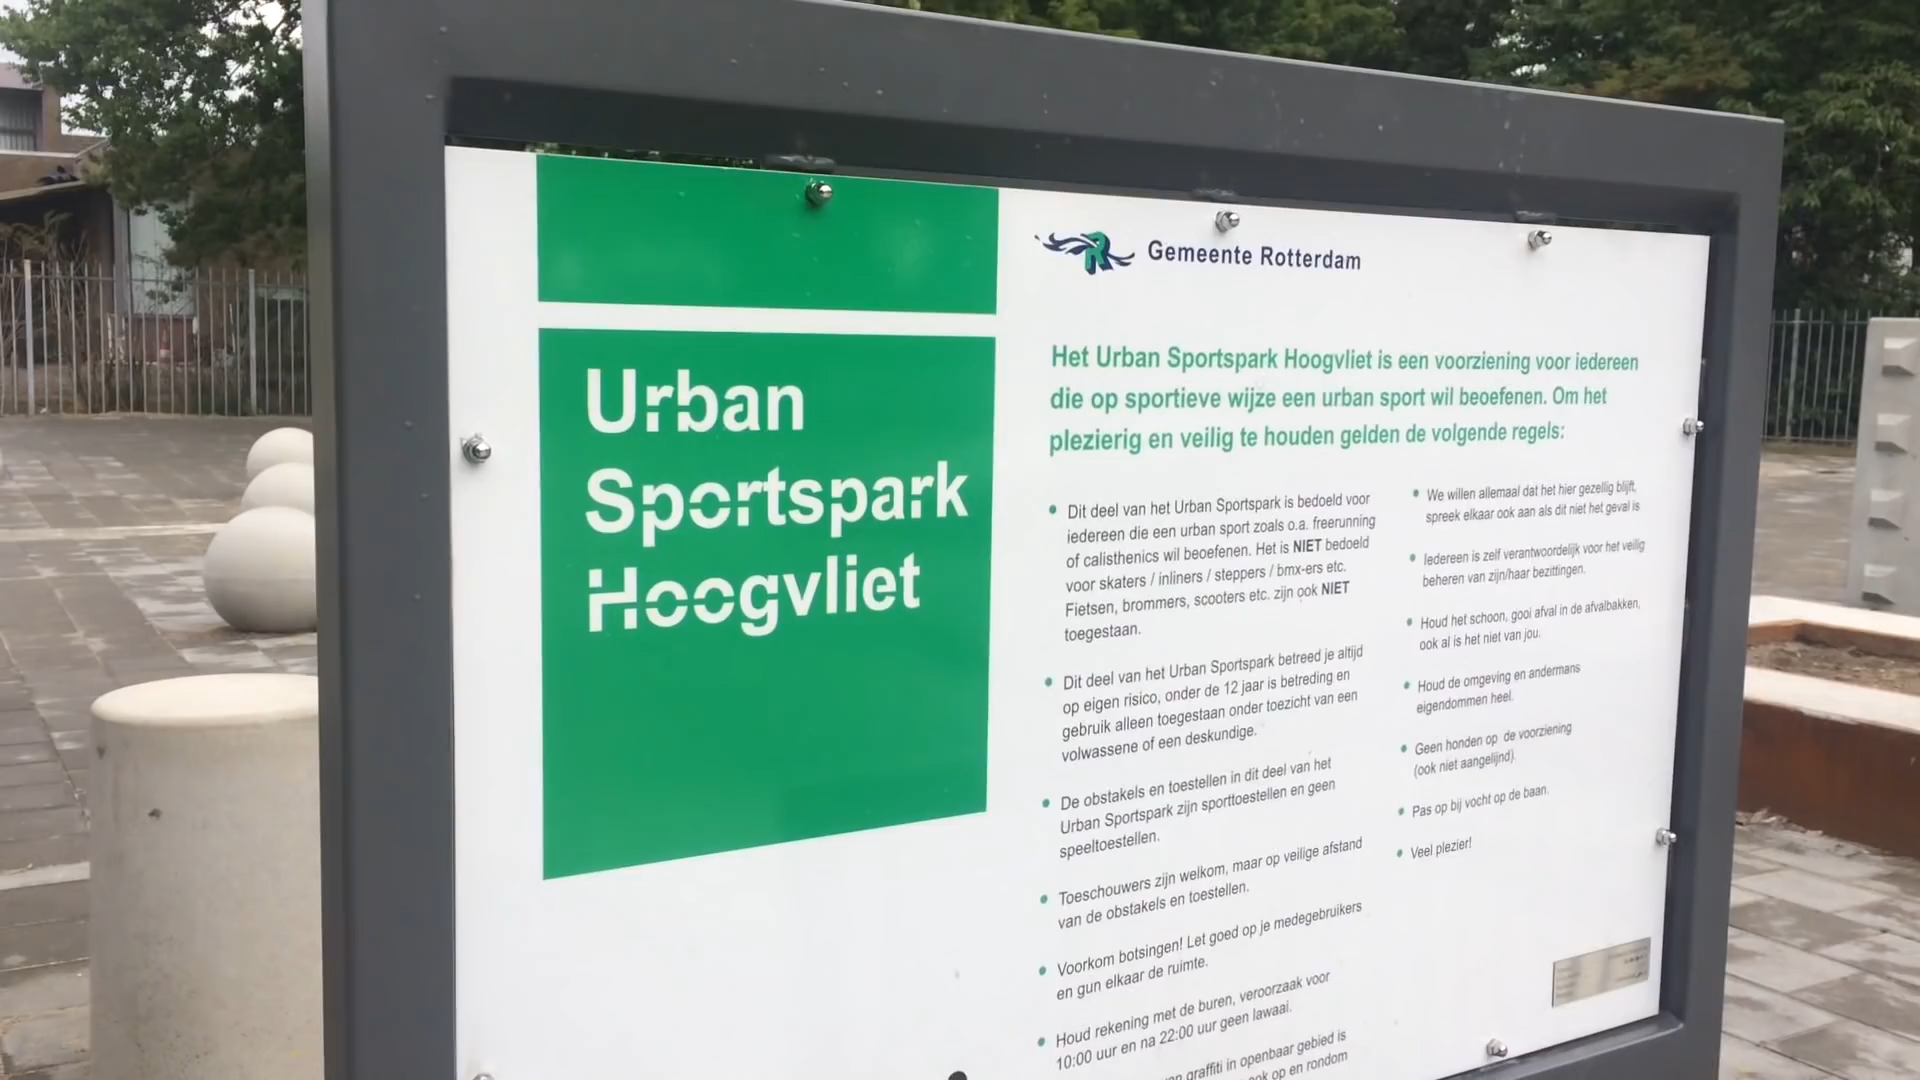 Urban
Sportspark
Hoogvliet
Gemeente Rotterdam
Het Urban Sportspark Hoogvliet is een voorziening voor iedereen
die op sportieve wijze een urban sport wil beoefenen. Om het
plezierig en veilig te houden gelden de volgende regels:
• Dit deel van het Urban Sportspark is bedoeld voor
iedereen die een urban sport zoals o.a. freerunning
of calisthenics wil beoefenen. Het is NIET bedoeld
voor skaters / inliners / steppers / bmx-ers etc.
Fietsen, brommers, scooters etc. zijn ook NIET
toegestaan.
• Dit deel van het Urban Sportspark betreed je altijd
op eigen risico, onder de 12 jaar is betreding en
gebruik alleen toegestaan onder toezicht van een
volwassene of een deskundige.
• De obstakels en toestellen in dit deel van het
Urban Sportspark zijn sporttoestellen en geen
speeltoestellen.
• Toeschouwers zijn welkom, maar op veilige afstand
van de obstakels en toestellen.
• Voorkom botsingen! Let goed op je medegebruikers
en gun elkaar de ruimte.
• Houd rekening met de buren, veroorzaak voor
10:00 uur en na 22:00 uur geen lawaai.
graffiti in openbaar gebied is
op en rondom
• We willen allemaal dat het hier gezellig blijft,
spreek elkaar ook aan als dit niet het geval is
• Iedereen is zelf verantwoordelijk voor het veilig
beheren van zijn/haar bezittingen.
• Houd het schoon, gooi afval in de afvalbakken,
ook al is het niet van jou.
• Houd de omgeving en andermans
eigendommen heel.
• Geen honden op de voorziening
(ook niet aangelijnd).
• Pas op bij vocht op de baan.
• Veel plezier!